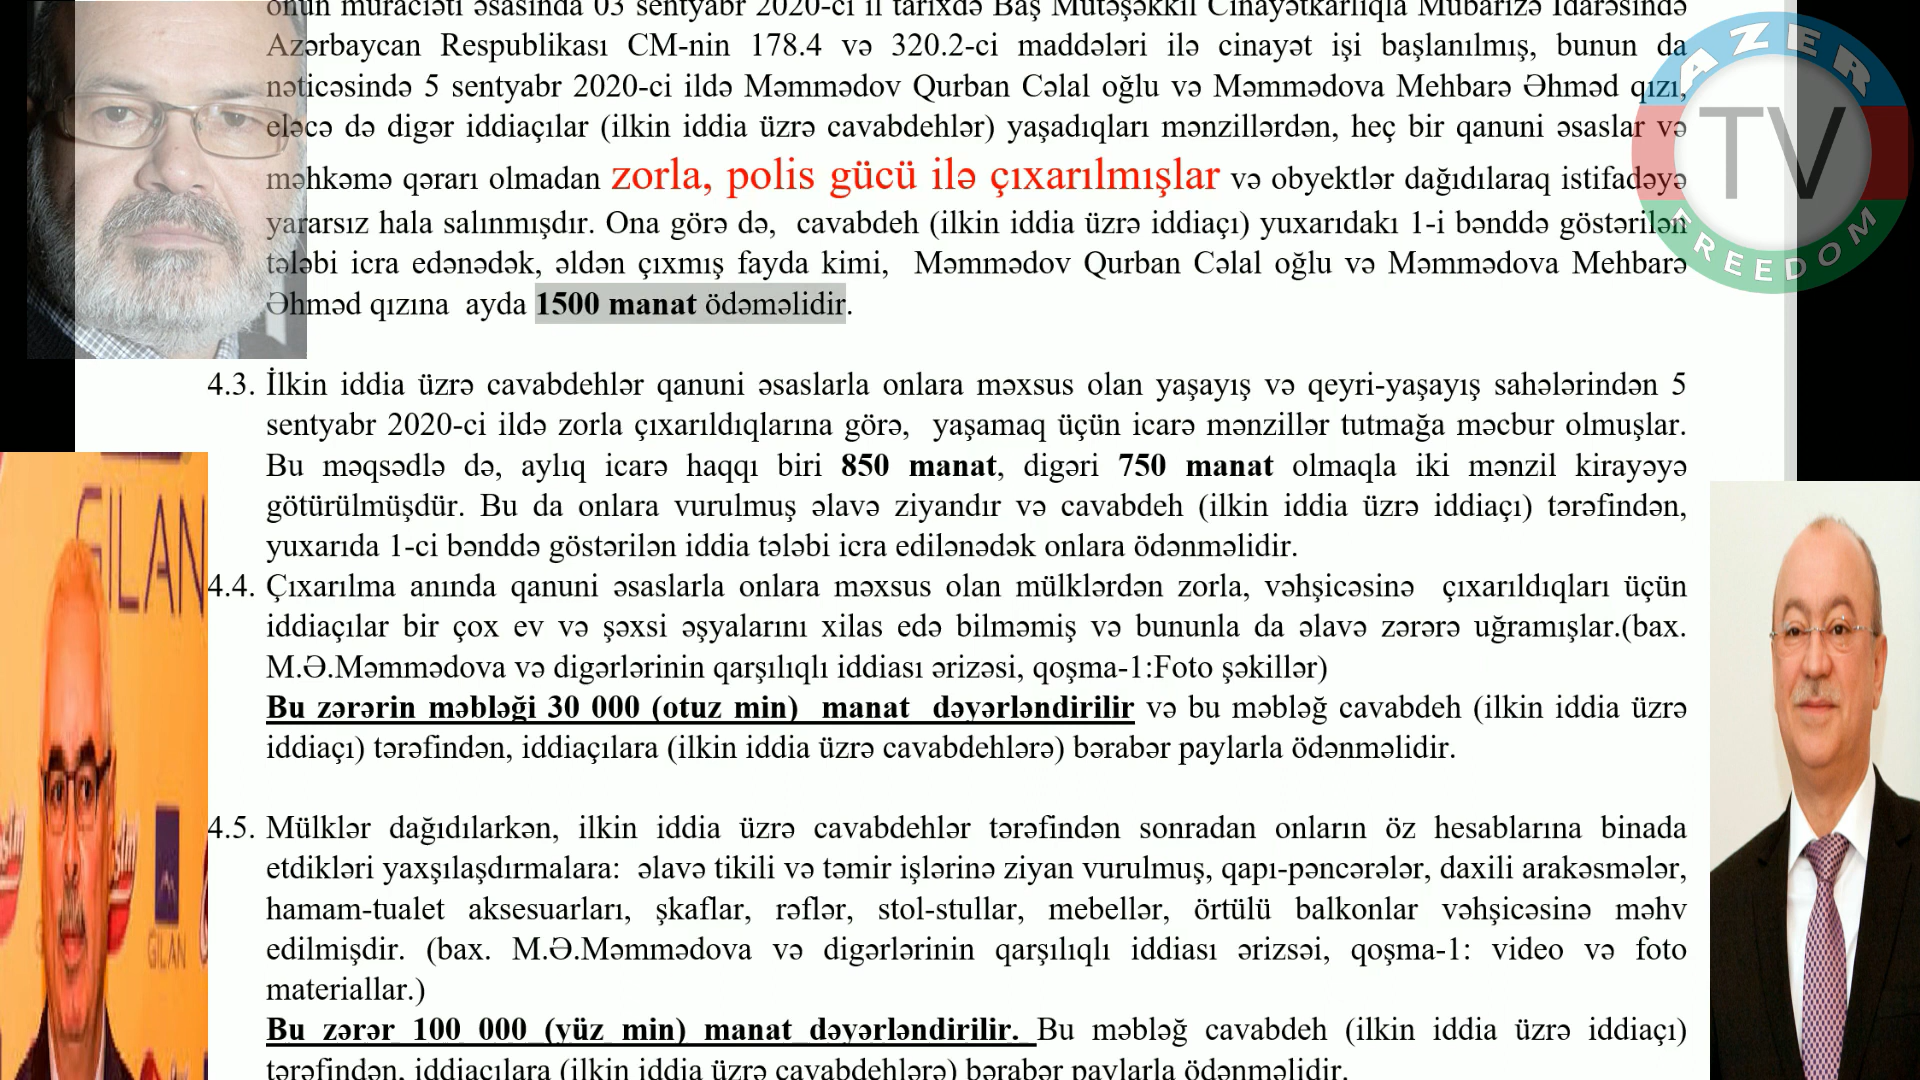 onun müraciəti əsasında 03 sentyabr 2020-ci il tarixdə Baş Mütəşəkkil Cinayətkarlıqla Mübarizə İdarəsində
Azərbaycan Respublikası CM-nin 178.4 və 320.2-ci maddələri ilə cinayət işi başlanılmış, bunun da
nəticəsində 5 sentyabr 2020-ci ildə Məmmədov Qurban Cəlal oğlu və Məmmədova Mehbarə Əhməd qızı,
eləcə də digər iddiaçılar (ilkin iddia üzrə cavabdehlər) yaşadıqları mənzillərdən, heç bir qanuni əsaslar və
məhkəmə qərarı olmadan zorla, polis gücü ilə çıxarılmışlar və obyektlər dağıdılaraq istifadəyə
yararsız hala salınmışdır. Ona görə də, cavabdeh (ilkin iddia üzrə iddiaçı) yuxarıdakı 1-i bənddə göstərilən
tələbi icra edənədək, əldən çıxmış fayda kimi, Məmmədov Qurban Cəlal oğlu və Məmmədova Mehbarə
Əhməd qızına ayda 1500 manat ödəməlidir.
4.3. İlkin iddia üzrə cavabdehlər qanuni əsaslarla onlara məxsus olan yaşayış və qeyri-yaşayış sahələrindən 5
sentyabr 2020-ci ildə zorla çıxarıldıqlarına görə, yaşamaq üçün icarə mənzillər tutmağa məcbur olmuşlar.
Bu məqsədlə də, aylıq icarə haqqı biri 850 manat, digəri 750 manat olmaqla iki mənzil kirayəyə
götürülmüşdür. Bu da onlara vurulmuş əlavə ziyandır və cavabdeh (ilkin iddia üzrə iddiaçı) tərəfindən,
yuxarıda 1-ci bənddə göstərilən iddia tələbi icra edilənədək onlara ödənməlidir.
4.4. Çıxarılma anında qanuni əsaslarla onlara məxsus olan mülklərdən zorla, vəhşicəsinə çıxarıldıqları üçün
iddiaçılar bir çox ev və şəxsi əşyalarını xilas edə bilməmiş və bununla da əlavə zərərə uğramışlar.(bax.
M.Ə.Məmmədova və digərlərinin qarşılıqlı iddiası ərizəsi, qoşma-1:Foto şəkillər)
Bu zərərin məbləği 30 000 (otuz min) manat dəyərləndirilir və bu məbləğ cavabdeh (ilkin iddia üzrə
iddiaçı) tərəfindən, iddiaçılara (ilkin iddia üzrə cavabdehlərə) bərabər paylarla ödənməlidir.
4.5. Mülklər dağıdılarkən, ilkin iddia üzrə cavabdehlər tərəfindən sonradan onların öz hesablarına binada
etdikləri yaxşılaşdırmalara: əlavə tikili və təmir işlərinə ziyan vurulmuş, qapı-pəncərələr, daxili arakəsmələr,
hamam-tualet aksesuarları, şkaflar, rəflər, stol-stullar, mebellər, örtülü balkonlar vəhşicəsinə məhv
edilmişdir. (bax. M.Ə.Məmmədova və digərlərinin qarşılıqlı iddiası ərizsəi, qoşma-1: video və foto
materiallar.)
Bu zərər 100 000 (yüz min) manat dəyərləndirilir. Bu məbləğ cavabdeh (ilkin iddia üzrə iddiaçı)
tərəfindən, iddiaçılara (ilkin iddia üzrə cavabdehlərə) bərabər paylarla ödənməlidir.
AZER
TV
FREEDOM
GILAN
GILAN